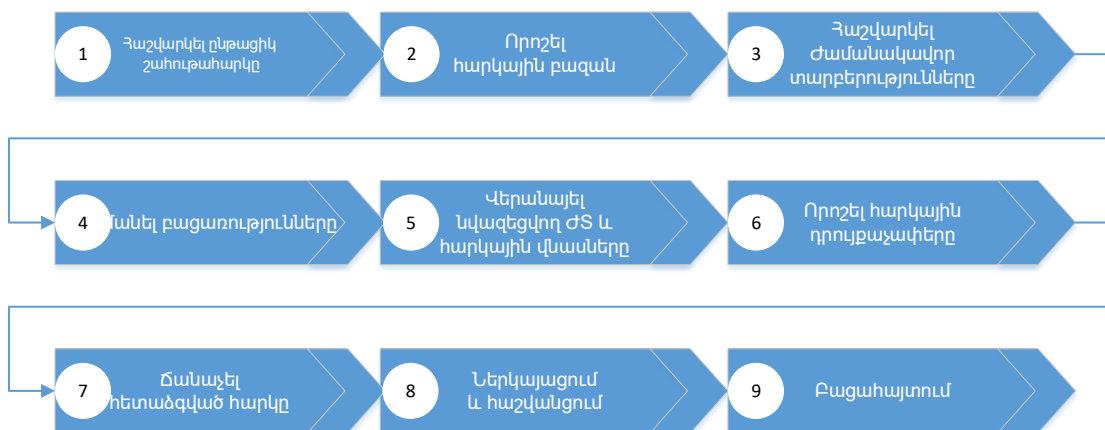 1
Հաշվարկել ընթացիկ
շահութահարկը
2
Որոշել
հարկային բազան
3
Հաշվարկել
Ժամանակավոր
տարբերությունները
4
բացառությունները
5
Վերանայել
նվազեցվող ԺՏ և
հարկային վնասները
6
Որոշել հարկային
դրույքաչափերը
7
Ճանաչել
հետաձգված հարկը
8
Ներկայացում
և հաշվանցում
9
Բացահայտում